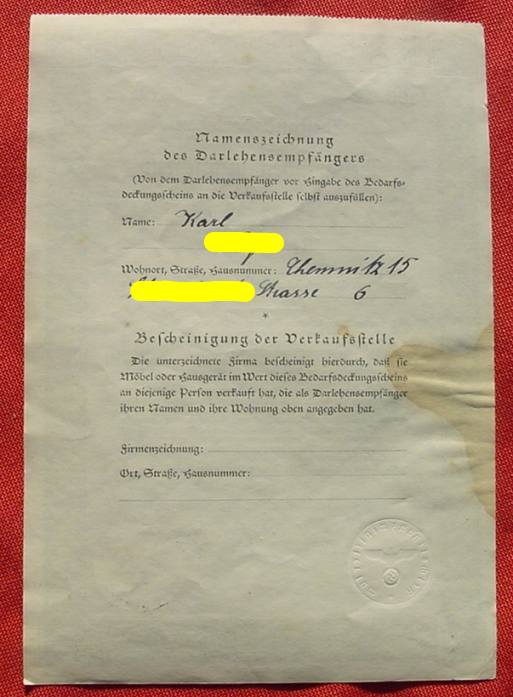 Namenszeichnung
des Darlehensempfängers
(Von dem Darlehensempfänger vor Hingabe des Bedarfs-
deckungsscheins an die Verkaufsstelle selbst auszufüllen):
Name: Karl
Wohnort, Straße, Hausnummer: Chemnitz 15
Strasse 6
*
Bescheinigung der Verkaufsstelle
Die unterzeichnete Firma bescheinigt hierdurch, daß sie
Möbel oder Hausgerät im Wert dieses Bedarfsdeckungsscheins
an diejenige Person verkauft hat, die als Darlehensempfänger
ihren Namen und ihre Wohnung oben angegeben hat.
Firmenzeichnung:
Ort, Straße, Hausnummer: